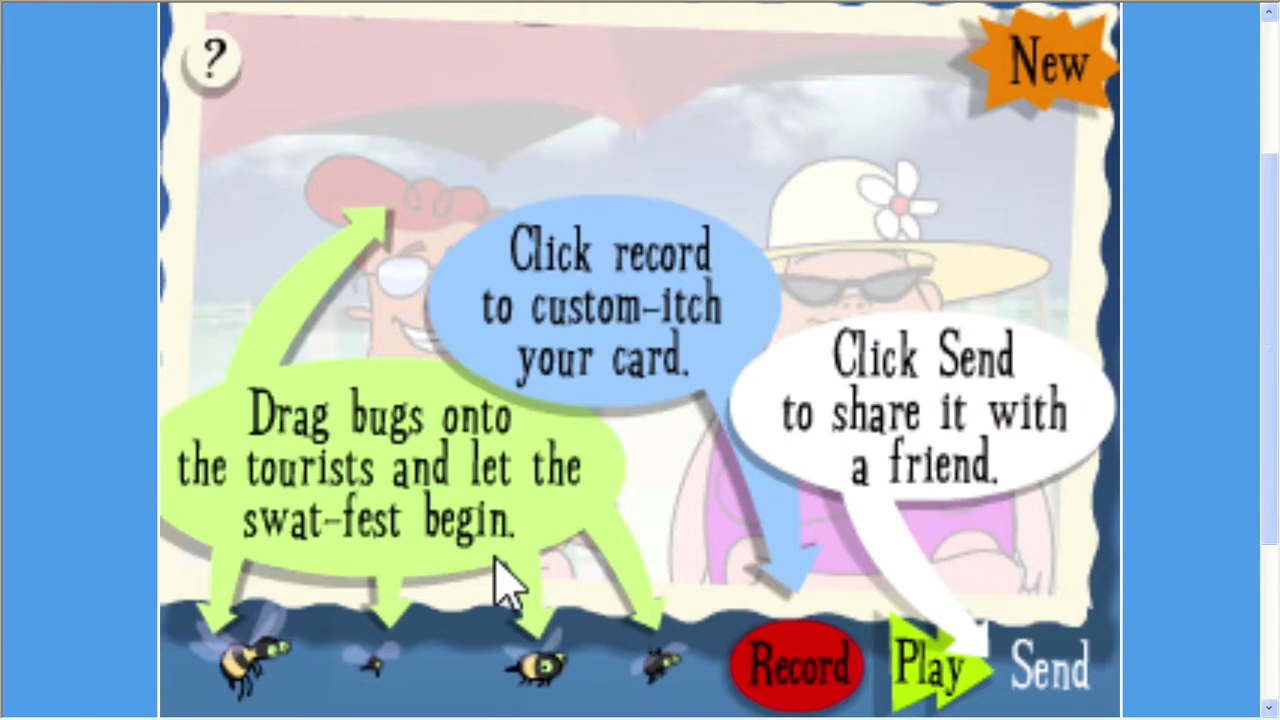 ?
New
Click record
to custom-itch
your card.
Click Send
to share it with
a friend.
Drag bugs onto
the tourists and let the
swat-fest begin.
Record
Play
Send